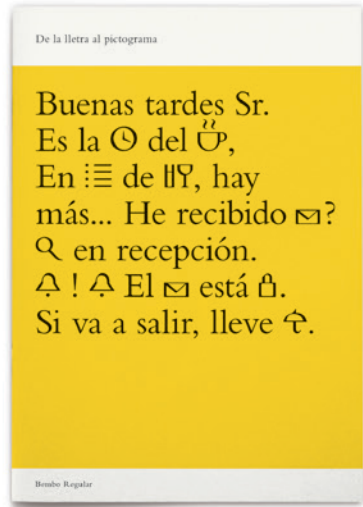 De la lletra al pictograma
Buenas tardes Sr.
Es la 🕒 del ☕,
En ☰ de 🍴, hay
más... He recibido ✉?
🔍 en recepción.
🔔 ! 🔔 El ✉ está 🔒.
Si va a salir, lleve ☂.
Bembo Regular